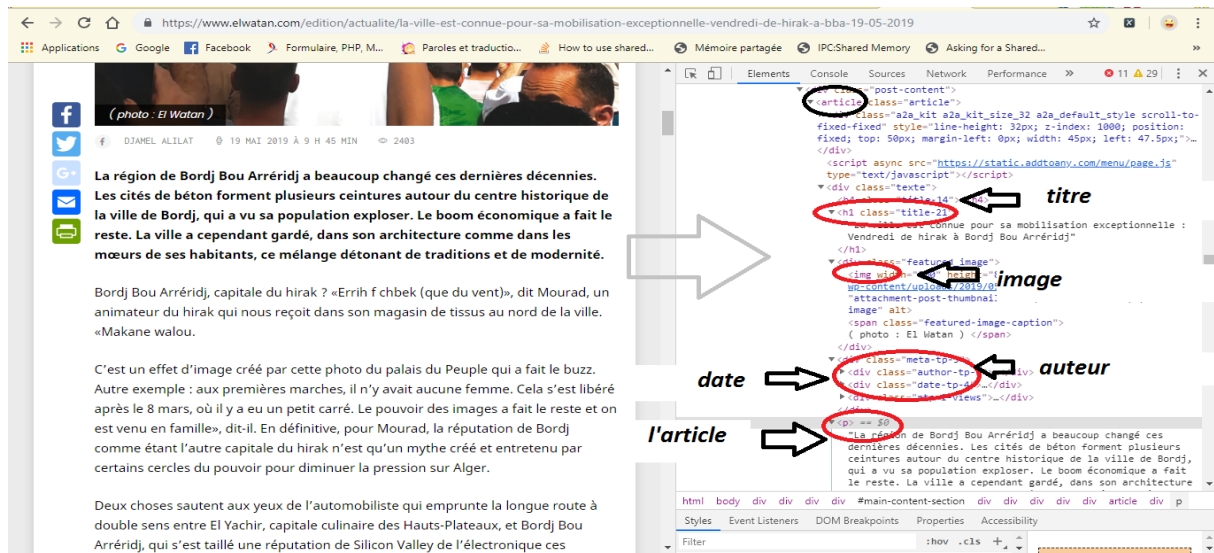 https://www.elwatan.com/edition/actualite/la-ville-est-connue-pour-sa-mobilisation-exceptionnelle-vendredi-de-hirak-a-bba-19-05-2019
Applications Google Facebook Formulaire, PHP, M... Paroles et traductio... How to use shared... Mémoire partagée IPC:Shared Memory Asking for a Shared... »
( photo : El Watan )
DJAMEL ALILAT 19 MAI 2019 À 9 H 45 MIN 2403
La région de Bordj Bou Arréridj a beaucoup changé ces dernières décennies.
Les cités de béton forment plusieurs ceintures autour du centre historique de
la ville de Bordj, qui a vu sa population exploser. Le boom économique a fait le
reste. La ville a cependant gardé, dans son architecture comme dans les
mœurs de ses habitants, ce mélange détonant de traditions et de modernité.
Bordj Bou Arréridj, capitale du hirak ? «Errih f chbek (que du vent)», dit Mourad, un
animateur du hirak qui nous reçoit dans son magasin de tissus au nord de la ville.
«Makane walou.
C'est un effet d'image créé par cette photo du palais du Peuple qui a fait le buzz.
Autre exemple : aux premières marches, il n'y avait aucune femme. Cela s'est libéré
après le 8 mars, où il y a eu un petit carré. Le pouvoir des images a fait le reste et on
est venu en famille», dit-il. En définitive, pour Mourad, la réputation de Bordj
comme étant l'autre capitale du hirak n'est qu'un mythe créé et entretenu par
certains cercles du pouvoir pour diminuer la pression sur Alger.
Deux choses sautent aux yeux de l'automobiliste qui emprunte la longue route à
double sens entre El Yachir, capitale culinaire des Hauts-Plateaux, et Bordj Bou
Arréridj, qui s'est taillé une réputation de Silicon Valley de l'électronique ces
Elements Console Sources Network Performance » 11 29
class="post-content">
<article class="article">
class="a2a_kit a2a_kit_size_32 a2a_default_style scroll-to-
fixed-fixed" style="line-height: 32px; z-index: 1000; position:
fixed; top: 50px; margin-left: 0px; width: 45px; left: 47.5px;">…
</div>
<script async src="https://static.addtoany.com/menu/page.js"
type="text/javascript"></script>
<div class="texte">
"title-14"
titre
<h1 class="title-21"
connue pour sa mobilisation exceptionnelle :
Vendredi de hirak à Bordj Bou Arréridj"
</h1>
<div class="featured_image">
<img
wp-content/uploads/2019/0
image
"attachment-post-thumbnai
image" alt>
<span class="featured-image-caption">
( photo : El Watan ) </span>
</div>
class="meta-tp-
<div class="author-tp-
div>
auteur
date
<div class="date-tp-4" …</div>
views">…</div>
l'article
<p> == $0
"La région de Bordj Bou Arréridj a beaucoup changé ces
dernières décennies. Les cités de béton forment plusieurs
ceintures autour du centre historique de la ville de Bordj,
qui a vu sa population exploser. Le boom économique a fait
le reste. La ville a cependant gardé, dans son architecture
html body div div div div #main-content-section div div div div div article div p
Styles Event Listeners DOM Breakpoints Properties Accessibility
Filter :hov .cls +